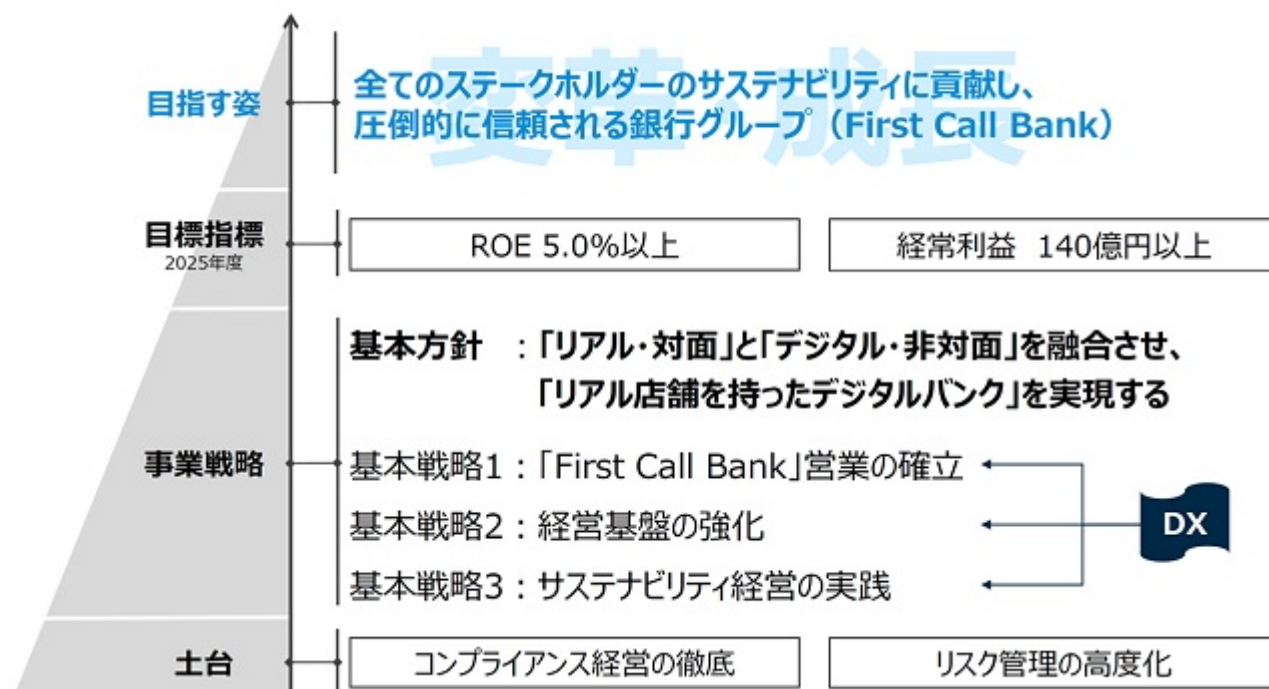 変革・成長
目指す姿
全てのステークホルダーのサステナビリティに貢献し、
圧倒的に信頼される銀行グループ（First Call Bank）
目標指標
2025年度
ROE 5.0%以上
経常利益 140億円以上
基本方針 ：「リアル・対面」と「デジタル・非対面」を融合させ、
「リアル店舗を持ったデジタルバンク」を実現する
事業戦略
基本戦略1：「First Call Bank」営業の確立
基本戦略2：経営基盤の強化
基本戦略3：サステナビリティ経営の実践
DX
土台
コンプライアンス経営の徹底
リスク管理の高度化